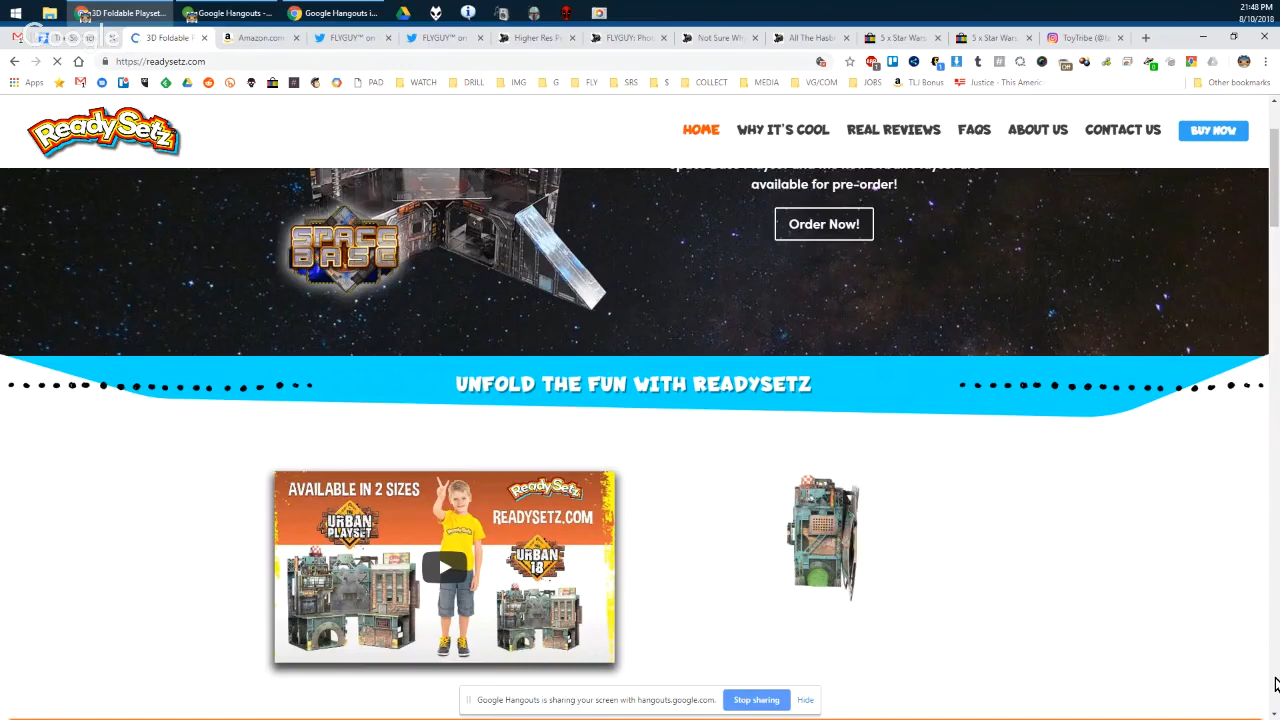 21:48 PM
8/10/2018
3D Foldable Playset...
Google Hangouts -...
Google Hangouts i...
Google
3D Foldable P
Amazon.com:
FLYGUY™ on
FLYGUY™ on
Higher Res P
FLYGUY: Pho
Not Sure Wh
All The Hasb
5 x Star Wars
5 x Star Wars
ToyTribe (@t
https://readysetz.com
Apps
PAD
WATCH
DRILL
IMG
G
FLY
SRS
S
COLLECT
MEDIA
VG/COM
JOBS
TLJ Bonus
Justice - This Americ
Other bookmarks
ReadySetz
HOME
WHY IT'S COOL
REAL REVIEWS
FAQS
ABOUT US
CONTACT US
BUY NOW
available for pre-order!
Order Now!
SPACE
BASE
UNFOLD THE FUN WITH READYSETZ
AVAILABLE IN 2 SIZES
ReadySetz
READYSETZ.COM
URBAN
PLAYSET
URBAN
18
Google Hangouts is sharing your screen with hangouts.google.com.
Stop sharing
Hide